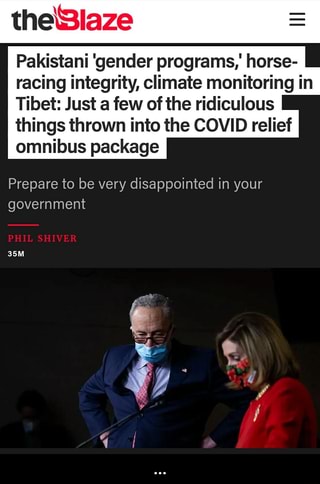 theBlaze
Pakistani 'gender programs,' horse-
racing integrity, climate monitoring in
Tibet: Just a few of the ridiculous
things thrown into the COVID relief
omnibus package
Prepare to be very disappointed in your
government
PHIL SHIVER
35M
...